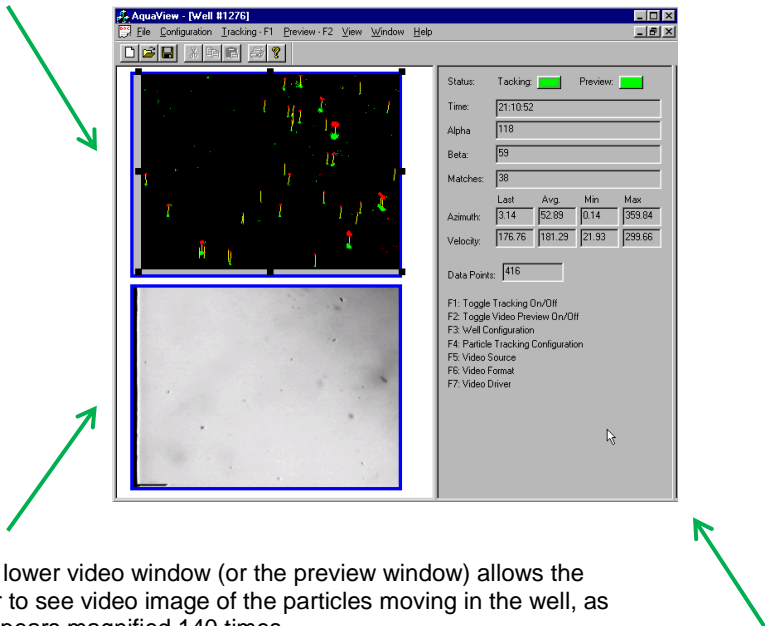 AquaView - [Well #1276]
File Configuration Tracking - F1 Preview - F2 View Window Help
Status: Tacking: Preview:
Time: 21:10:52
Alpha 118
Beta: 59
Matches: 38
Last Avg. Min Max
Azimuth: 3.14 52.89 0.14 359.84
Velocity: 176.76 181.29 21.93 299.66
Data Points: 416
F1: Toggle Tracking On/Off
F2: Toggle Video Preview On/Off
F3: Well Configuration
F4: Particle Tracking Configuration
F5: Video Source
F6: Video Format
F7: Video Driver
lower video window (or the preview window) allows the
r to see video image of the particles moving in the well, as
pears magnified 140 times